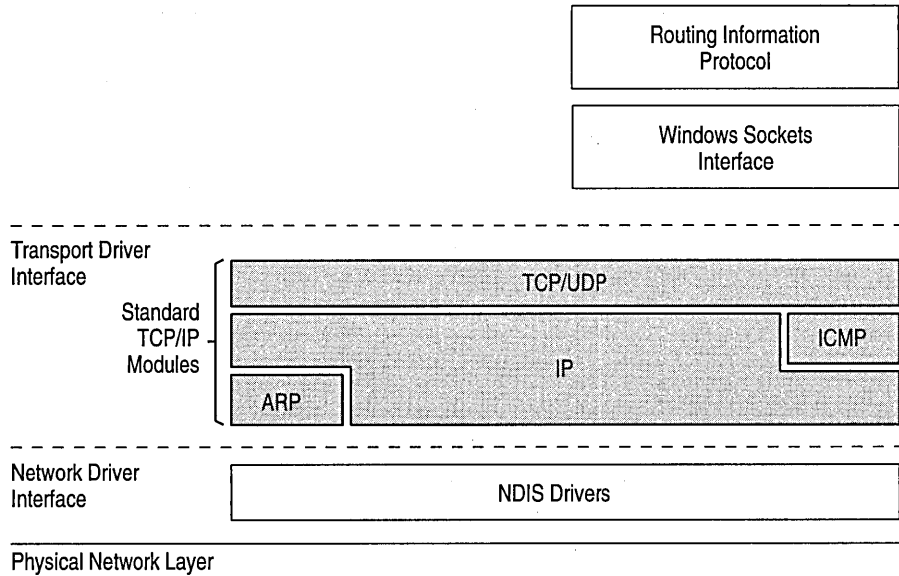 Routing Information
Protocol
Windows Sockets
Interface
Transport Driver
Interface
TCP/UDP
Standard
TCP/IP
Modules
ICMP
IP
ARP
Network Driver
Interface
NDIS Drivers
Physical Network Layer